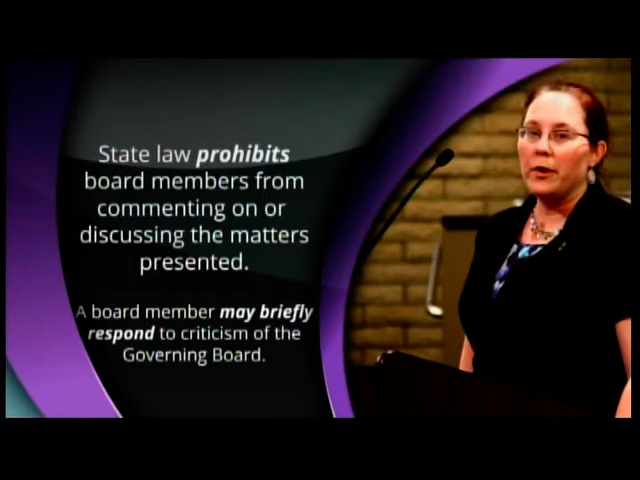 State law prohibits
board members from
commenting on or
discussing the matters
presented.
A board member may briefly
respond to criticism of the
Governing Board.